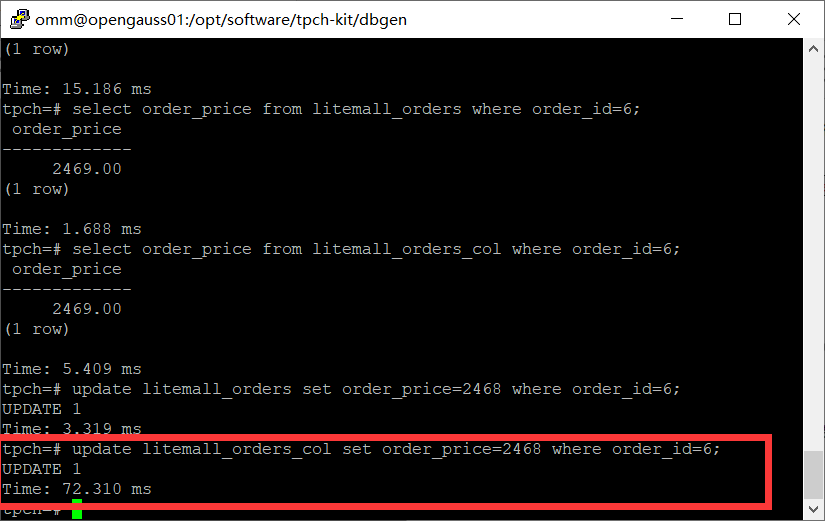 omm@opengauss01:/opt/software/tpch-kit/dbgen
(1 row)
Time: 15.186 ms
tpch=# select order_price from litemall_orders where order_id=6;
order_price
-------------
2469.00
(1 row)
Time: 1.688 ms
tpch=# select order_price from litemall_orders_col where order_id=6;
order_price
-------------
2469.00
(1 row)
Time: 5.409 ms
tpch=# update litemall_orders set order_price=2468 where order_id=6;
UPDATE 1
Time: 3.319 ms
tpch=# update litemall_orders_col set order_price=2468 where order_id=6;
UPDATE 1
Time: 72.310 ms
tpch=#